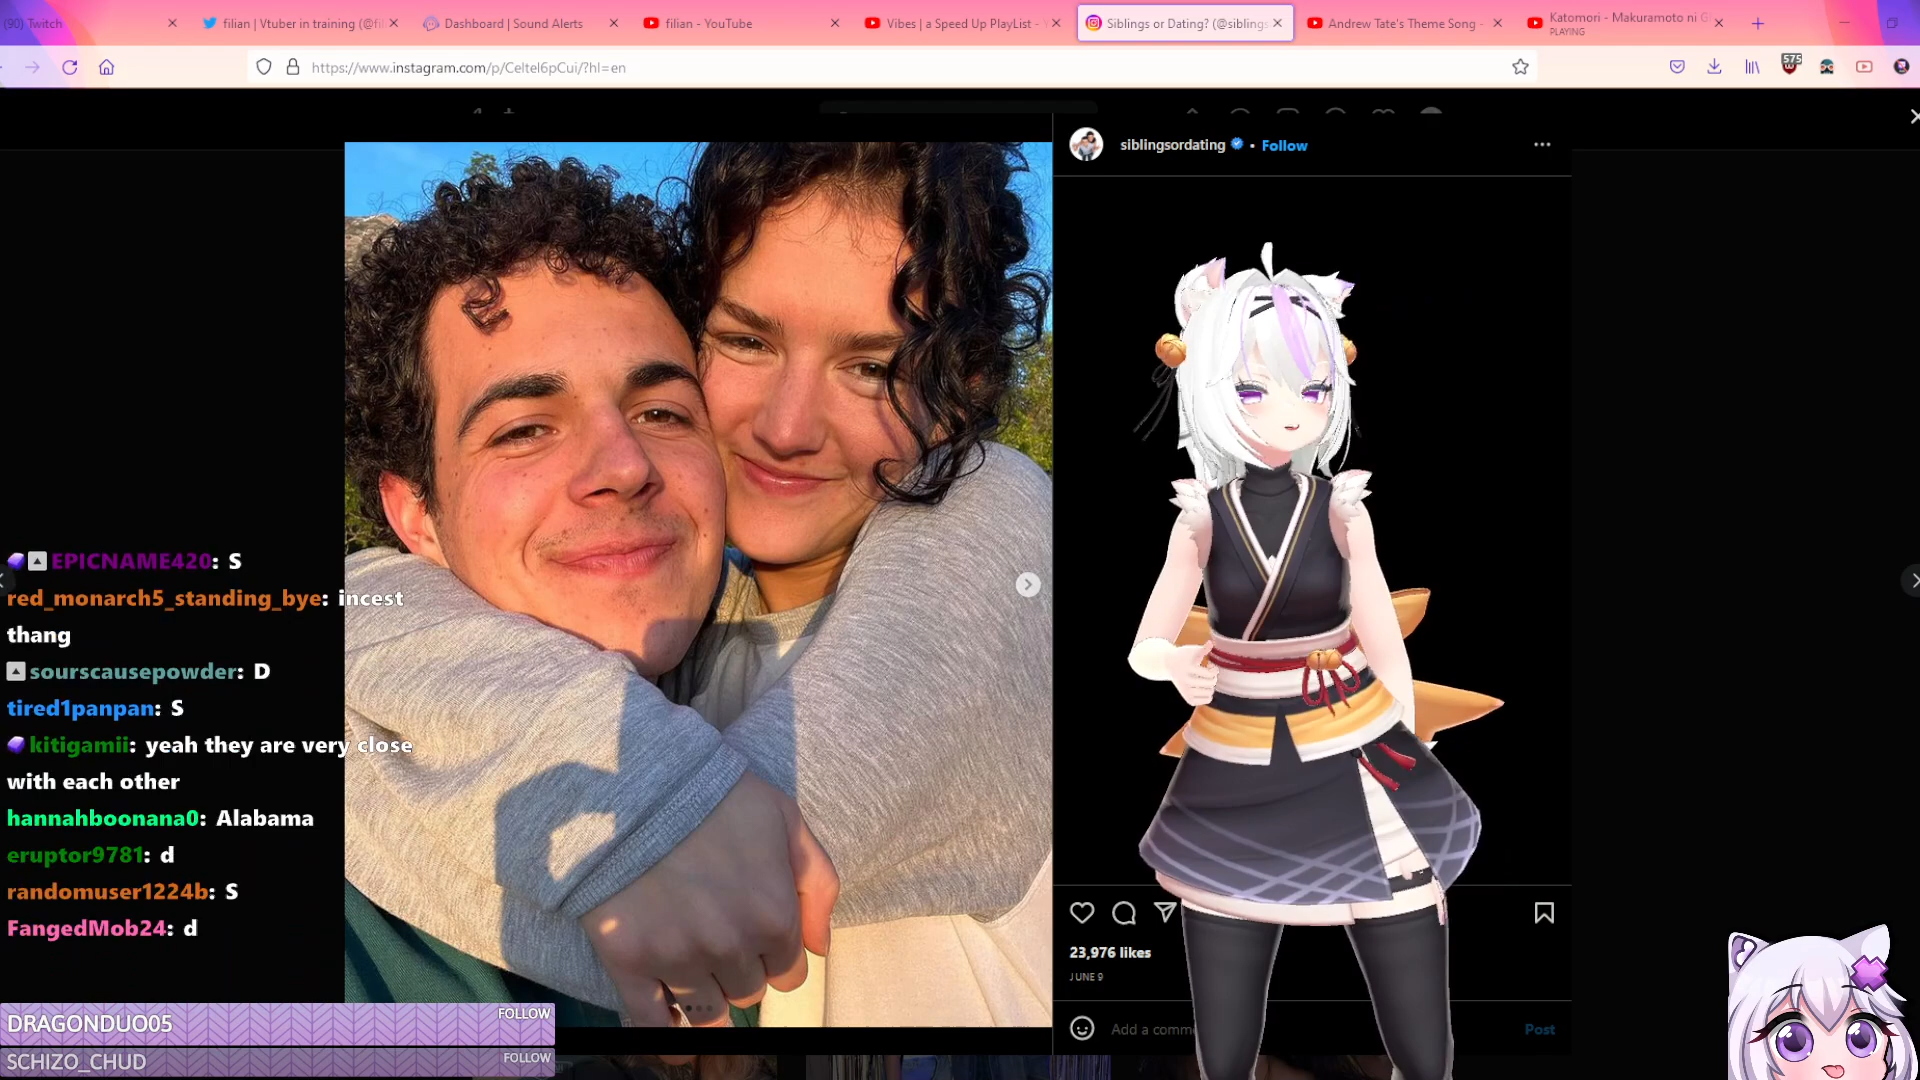 (90) Twitch
filian | Vtuber in training (@fil
Dashboard | Sound Alerts
filian - YouTube
Vibes | a Speed Up PlayList - Y
Siblings or Dating? (@siblings
Andrew Tate's Theme Song -
Katomori - Makuramoto ni G
PLAYING
https://www.instagram.com/p/Celtel6pCui/?hl=en
575
siblingsordating • Follow
EPICNAME420: S
red_monarch5_standing_bye: incest
thang
sourscausepowder: D
tired1panpan: S
kitigamii: yeah they are very close
with each other
hannahboonana0: Alabama
eruptor9781: d
randomuser1224b: S
FangedMob24: d
23,976 likes
JUNE 9
Add a comm
Post
DRAGONDUO05
FOLLOW
SCHIZO_CHUD
FOLLOW